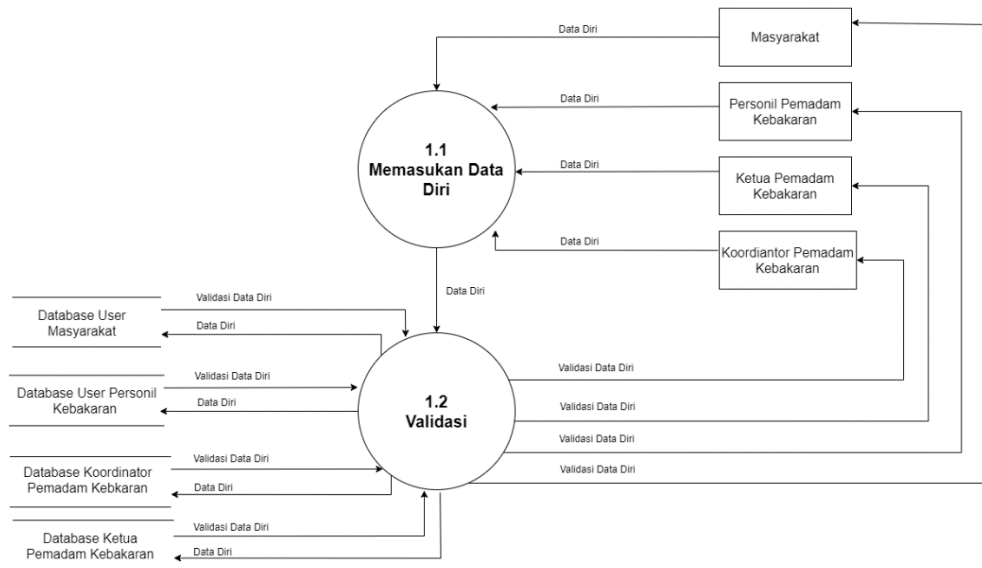 Data Diri
Masyarakat
Data Diri
Personil Pemadam
Kebakaran
1.1
Memasukan Data
Diri
Data Diri
Ketua Pemadam
Kebakaran
Data Diri
Koordiantor Pemadam
Kebakaran
Data Diri
Validasi Data Diri
Database User
Masyarakat
Data Diri
Validasi Data Diri
Database User Personil
Kebakaran
Data Diri
1.2
Validasi
Validasi Data Diri
Validasi Data Diri
Validasi Data Diri
Validasi Data Diri
Validasi Data Diri
Database Koordinator
Pemadam Kebkaran
Data Diri
Validasi Data Diri
Database Ketua
Pemadam Kebakaran
Data Diri